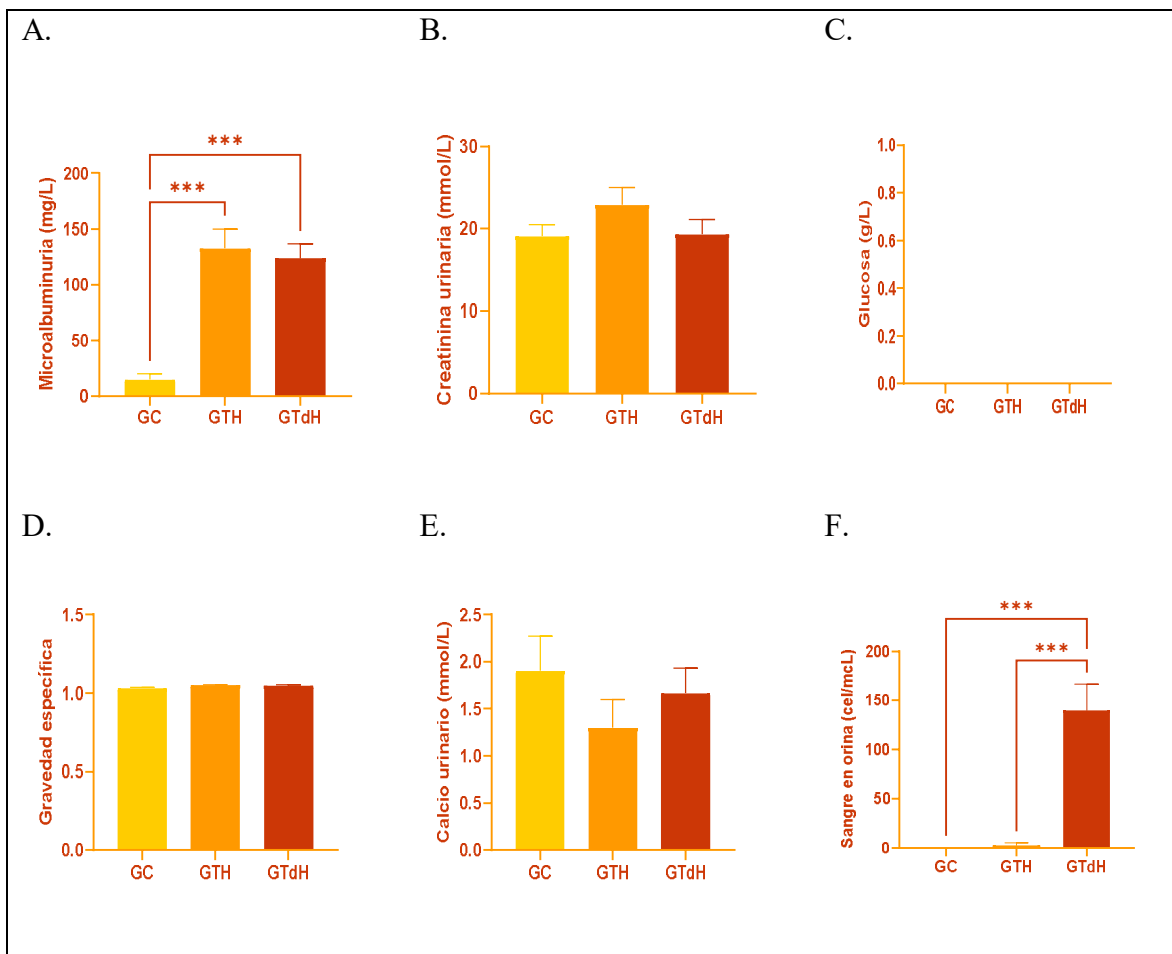 A.
B.
C.
***
***
Microalbuminuria (mg/L)
200
150
100
50
0
GC GTH GTdH
Creatinina urinaria (mmol/L)
30
20
10
0
GC GTH GTdH
Glucosa (g/L)
1.0
0.8
0.6
0.4
0.2
0.0
GC GTH GTdH
D.
E.
F.
Gravedad específica
1.5
1.0
0.5
0.0
GC GTH GTdH
Calcio urinario (mmol/L)
2.5
2.0
1.5
1.0
0.5
0.0
GC GTH GTdH
***
***
Sangre en orina (cel/mcL)
200
150
100
50
0
GC GTH GTdH